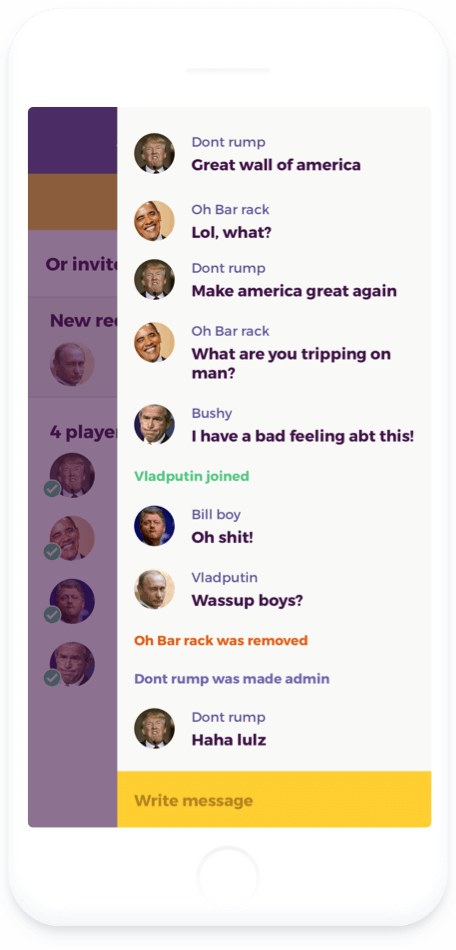 Or invite
New re
4 player
Dont rump
Great wall of america
Oh Bar rack
Lol, what?
Dont rump
Make america great again
Oh Bar rack
What are you tripping on
man?
Bushy
I have a bad feeling abt this!
Vladputin joined
Bill boy
Oh shit!
Vladputin
Wassup boys?
Oh Bar rack was removed
Dont rump was made admin
Dont rump
Haha lulz
Write message